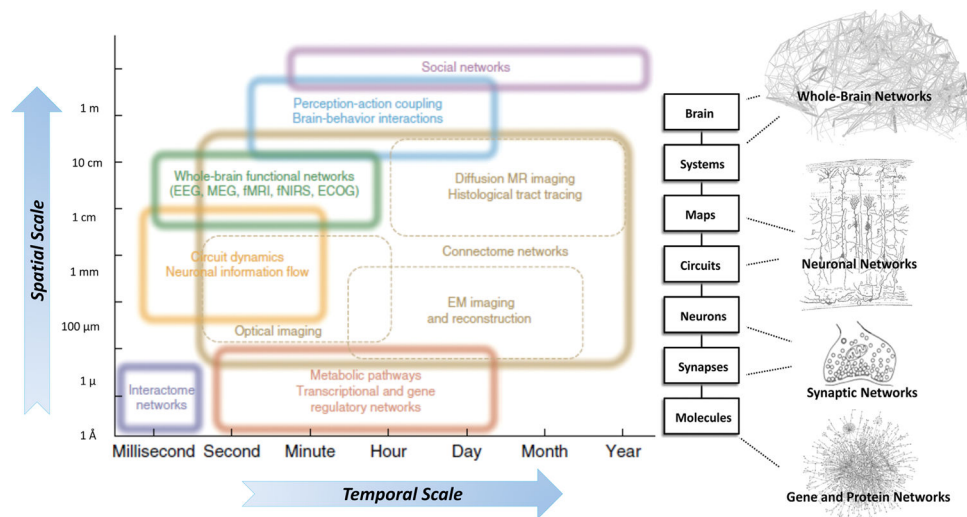 Social networks
Perception-action coupling
Brain-behavior interactions
Whole-brain functional networks
(EEG, MEG, fMRI, fNIRS, ECOG)
Diffusion MR imaging
Histological tract tracing
Circuit dynamics
Neuronal information flow
Connectome networks
EM imaging
and reconstruction
Optical imaging
Interactome
networks
Metabolic pathways
Transcriptional and gene
regulatory networks
Spatial Scale
1 m
10 cm
1 cm
1 mm
100 µm
1 µ
1 Å
Millisecond
Second
Minute
Hour
Day
Month
Year
Temporal Scale
Brain
Systems
Maps
Circuits
Neurons
Synapses
Molecules
Whole-Brain Networks
Neuronal Networks
Synaptic Networks
Gene and Protein Networks